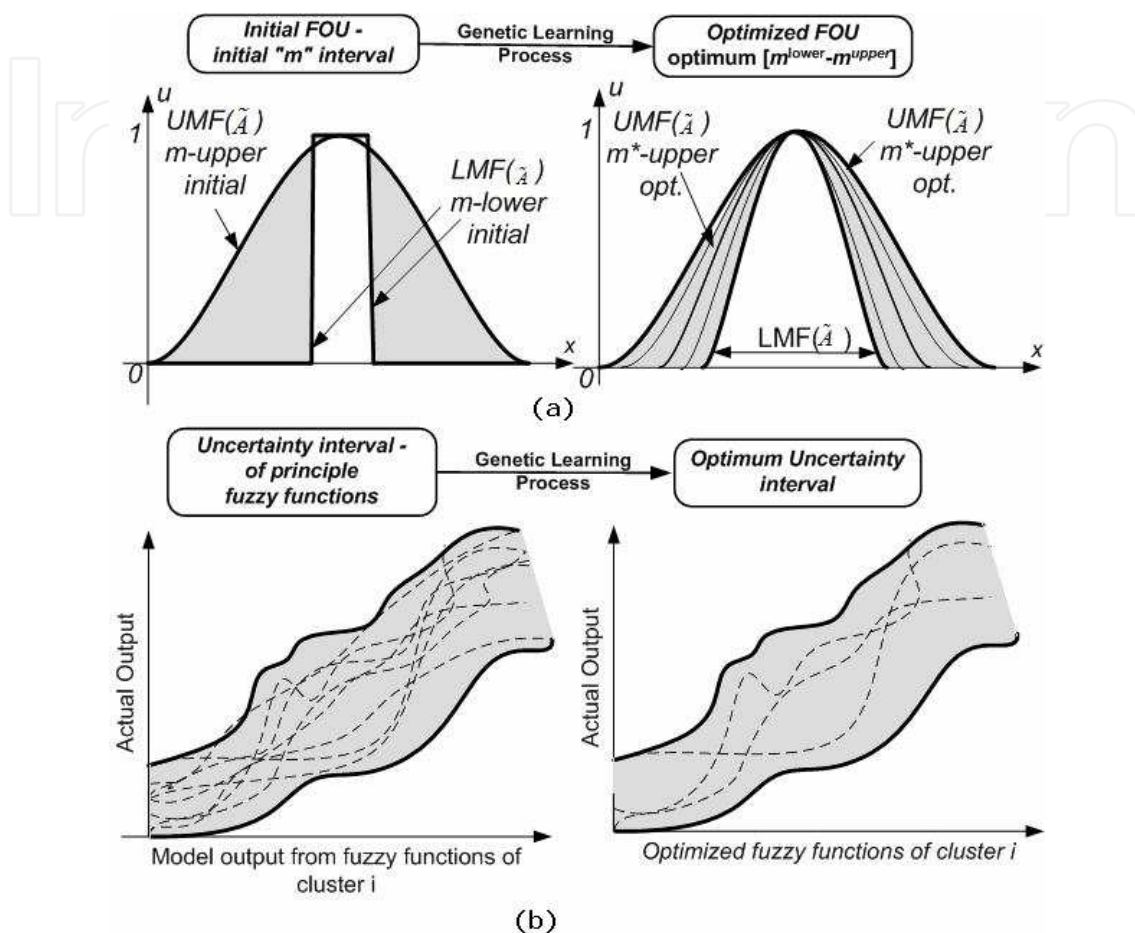 Initial FOU -
initial "m" interval
Genetic Learning
Process
Optimized FOU
optimum [m^lower-m^upper]
u
1
UMF(Ã)
m-upper
initial
LMF(Ã)
m-lower
initial
x
0
u
1
UMF(Ã)
m*-upper
opt.
UMF(Ã)
m*-upper
opt.
LMF(Ã)
x
0
(a)
Uncertainty interval -
of principle
fuzzy functions
Genetic Learning
Process
Optimum Uncertainty
interval
Actual Output
Model output from fuzzy functions of
cluster i
Actual Output
Optimized fuzzy functions of cluster i
(b)